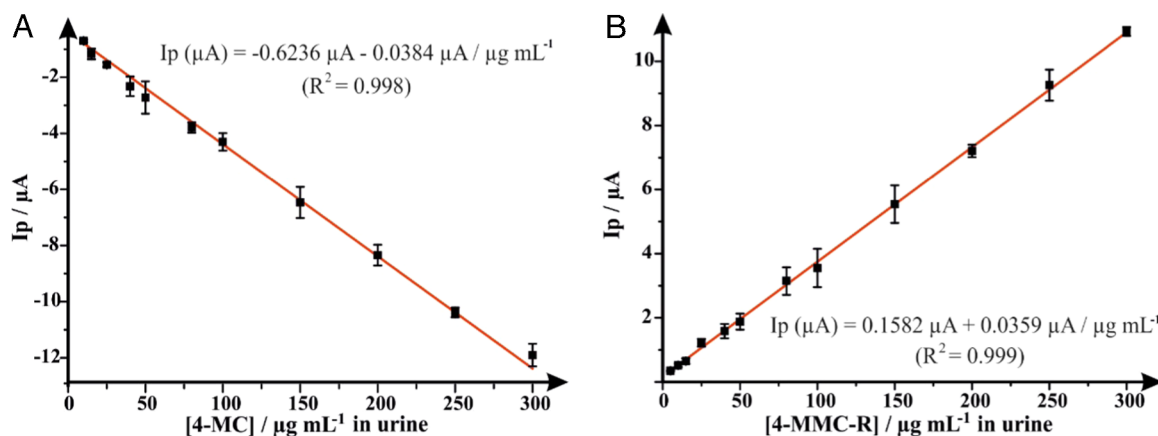 A
Ip (µA) = -0.6236 µA - 0.0384 µA / µg mL⁻¹
(R² = 0.998)
-2
-4
-6
-8
-10
-12
Ip / µA
0 50 100 150 200 250 300
[4-MC] / µg mL⁻¹ in urine
B
10
8
6
4
2
Ip / µA
Ip (µA) = 0.1582 µA + 0.0359 µA / µg mL⁻¹
(R² = 0.999)
0 50 100 150 200 250 300
[4-MMC-R] / µg mL⁻¹ in urine